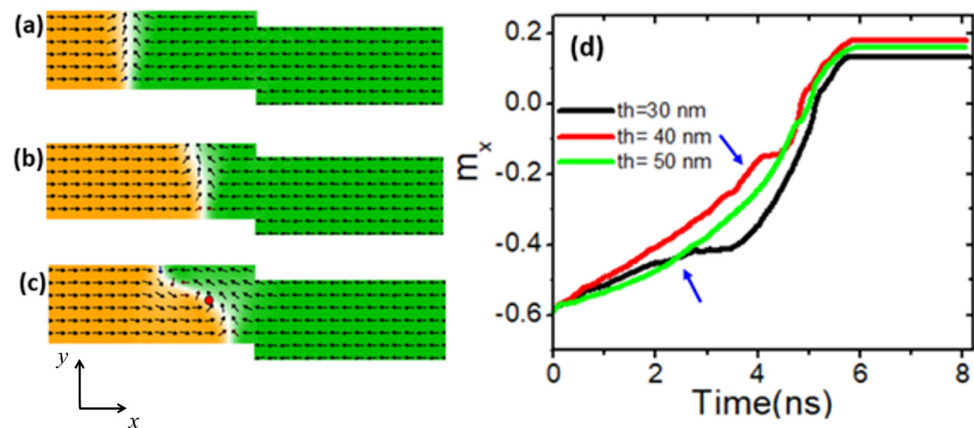 (a)
(b)
(c)
y
x
(d)
0.2
0.0
-0.2
-0.4
-0.6
mx
th=30 nm
th= 40 nm
th= 50 nm
0 2 4 6 8
Time(ns)